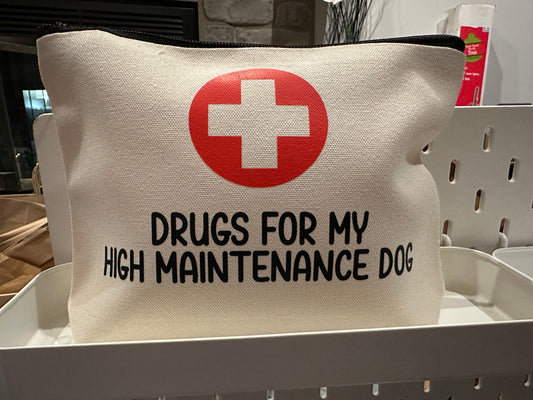 DRUGS FOR MY
HIGH MAINTENANCE DOG